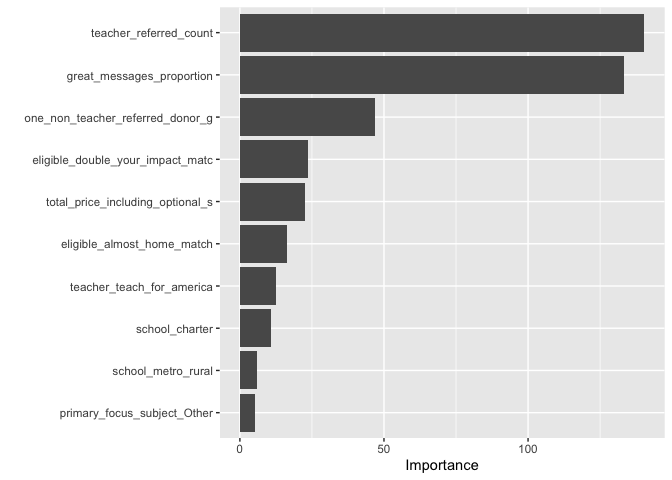 teacher_referred_count
great_messages_proportion
one_non_teacher_referred_donor_g
eligible_double_your_impact_matc
total_price_including_optional_s
eligible_almost_home_match
teacher_teach_for_america
school_charter
school_metro_rural
primary_focus_subject_Other
0 50 100
Importance